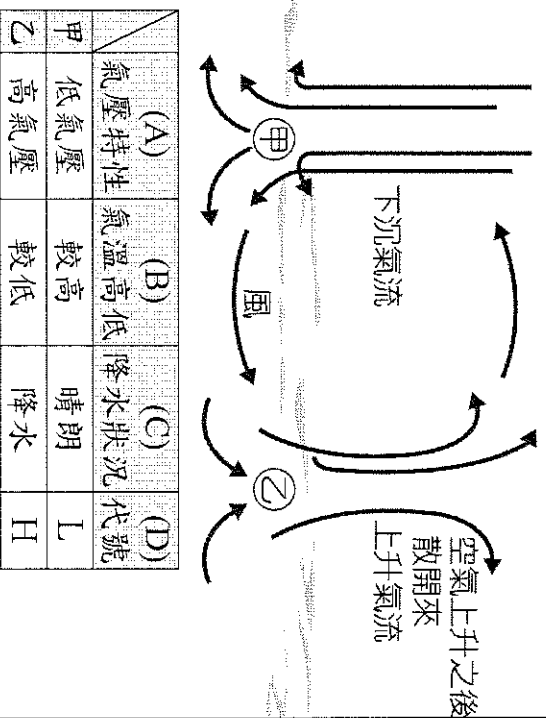 空氣上升之後
散開來
下沉氣流
上升氣流
風
甲
乙
(A) (B) (C) (D)
氣壓特性 氣溫高低 降水狀況 代號
甲 低氣壓 較高 晴朗 L
乙 高氣壓 較低 降水 H